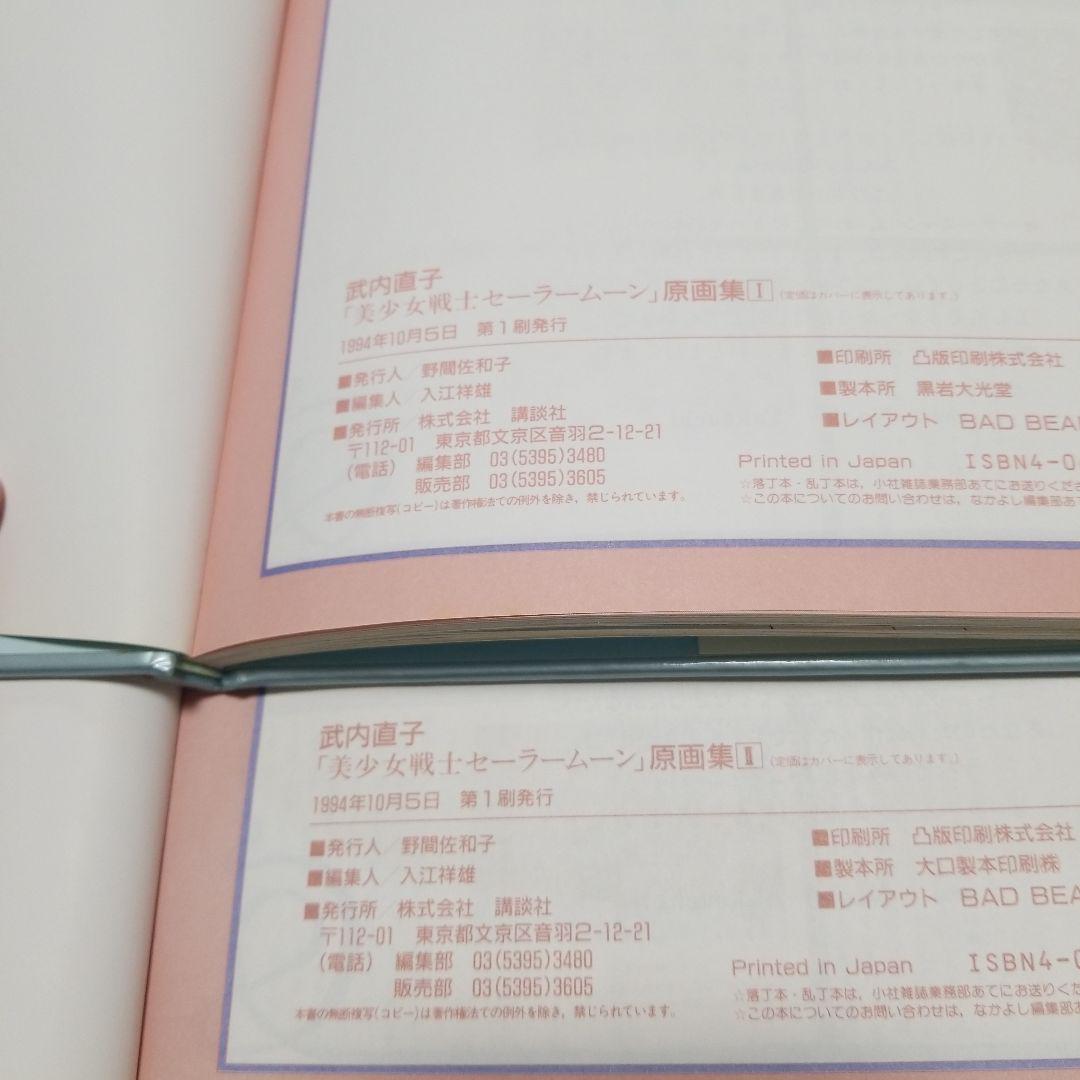 武内直子
「美少女戦士セーラームーン」原画集Ⅰ (定価はカバーに表示してあります。)
1994年10月5日 第1刷発行
■発行人／野間佐和子
■編集人／入江祥雄
■発行所／株式会社 講談社
〒112-01 東京都文京区音羽2-12-21
(電話) 編集部 03(5395)3480
販売部 03(5395)3605
本書の無断複写(コピー)は著作権法での例外を除き，禁じられています。
■印刷所 凸版印刷株式会社
■製本所 黒岩大光堂
■レイアウト BAD BEA
Printed in Japan ISBN4-0
☆落丁本・乱丁本は，小社雑誌業務部あてにお送りくださ
☆この本についてのお問い合わせは，なかよし編集部あ
武内直子
「美少女戦士セーラームーン」原画集Ⅱ (定価はカバーに表示してあります。)
1994年10月5日 第1刷発行
■発行人／野間佐和子
■編集人／入江祥雄
■発行所／株式会社 講談社
〒112-01 東京都文京区音羽2-12-21
(電話) 編集部 03(5395)3480
販売部 03(5395)3605
本書の無断複写(コピー)は著作権法での例外を除き，禁じられています。
■印刷所 凸版印刷株式会社
■製本所 大口製本印刷㈱
■レイアウト BAD BEA
Printed in Japan ISBN4-0
☆落丁本・乱丁本は，小社雑誌業務部あてにお送りくだ
☆この本についてのお問い合わせは，なかよし編集部あ